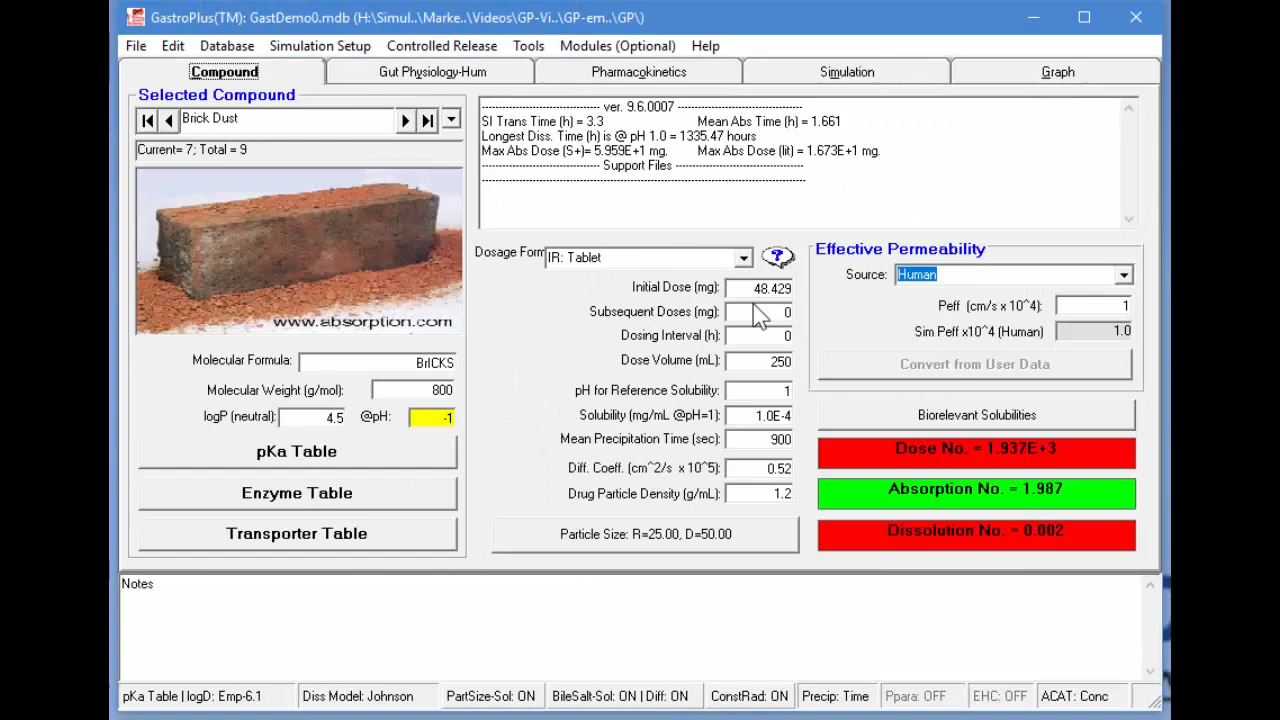 GastroPlus(TM): GastDemo0.mdb (H:\Simul..\Marke..\Videos\GP-Vi..\GP-em..\GP\)
File Edit Database Simulation Setup Controlled Release Tools Modules (Optional) Help
Compound Gut Physiology-Hum Pharmacokinetics Simulation Graph
Selected Compound
Brick Dust
Current= 7; Total = 9
www.absorption.com
Molecular Formula: BrICKS
Molecular Weight (g/mol): 800
logP (neutral): 4.5 @pH: -1
pKa Table
Enzyme Table
Transporter Table
---------------------------- ver. 9.6.0007 ------------------------------
SI Trans Time (h) = 3.3 Mean Abs Time (h) = 1.661
Longest Diss. Time (h) is @ pH 1.0 = 1335.47 hours
Max Abs Dose (S+)= 5.959E+1 mg. Max Abs Dose (lit) = 1.673E+1 mg.
---------------------------- Support Files ------------------------------
Dosage Form IR: Tablet ?
Initial Dose (mg): 48.429
Subsequent Doses (mg): 0
Dosing Interval (h): 0
Dose Volume (mL): 250
pH for Reference Solubility: 1
Solubility (mg/mL @pH=1): 1.0E-4
Mean Precipitation Time (sec): 900
Diff. Coeff. (cm^2/s x 10^5): 0.52
Drug Particle Density (g/mL): 1.2
Particle Size: R=25.00, D=50.00
Effective Permeability
Source: Human
Peff (cm/s x 10^4): 1
Sim Peff x10^4 (Human) 1.0
Convert from User Data
Biorelevant Solubilities
Dose No. = 1.937E+3
Absorption No. = 1.987
Dissolution No. = 0.002
Notes
pKa Table | logD: Emp-6.1 Diss Model: Johnson PartSize-Sol: ON BileSalt-Sol: ON | Diff: ON ConstRad: ON Precip: Time Ppara: OFF EHC: OFF ACAT: Conc